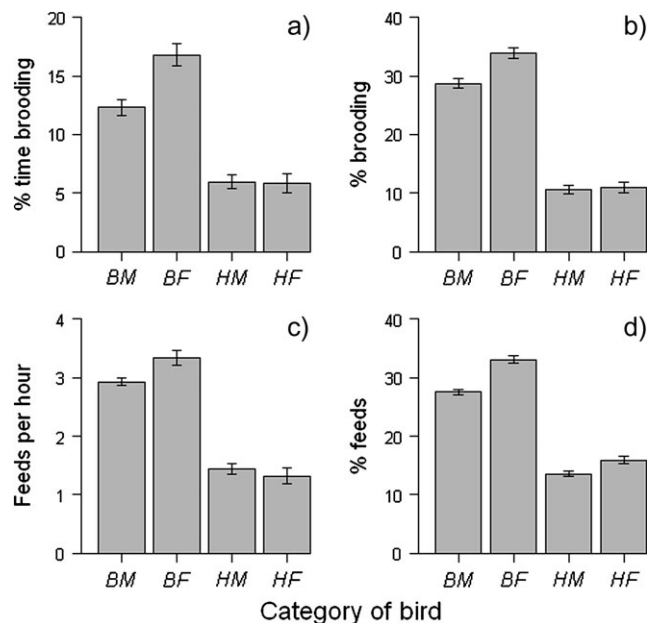 a)
% time brooding
20
15
10
5
0
BM BF HM HF
b)
% brooding
40
30
20
10
0
BM BF HM HF
c)
Feeds per hour
4
3
2
1
0
BM BF HM HF
d)
% feeds
40
30
20
10
0
BM BF HM HF
Category of bird